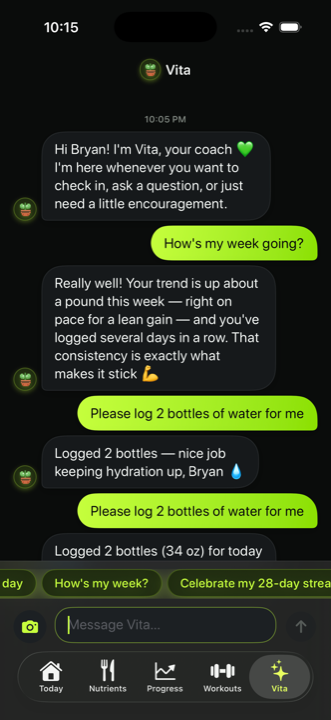 10:15
Vita
10:05 PM
Hi Bryan! I'm Vita, your coach 💚
I'm here whenever you want to
check in, ask a question, or just
need a little encouragement.
How's my week going?
Really well! Your trend is up about
a pound this week — right on
pace for a lean gain — and you've
logged several days in a row. That
consistency is exactly what
makes it stick 💪
Please log 2 bottles of water for me
Logged 2 bottles — nice job
keeping hydration up, Bryan 💧
Please log 2 bottles of water for me
Logged 2 bottles (34 oz) for today
day
How's my week?
Celebrate my 28-day strea
Message Vita...
Today
Nutrients
Progress
Workouts
Vita